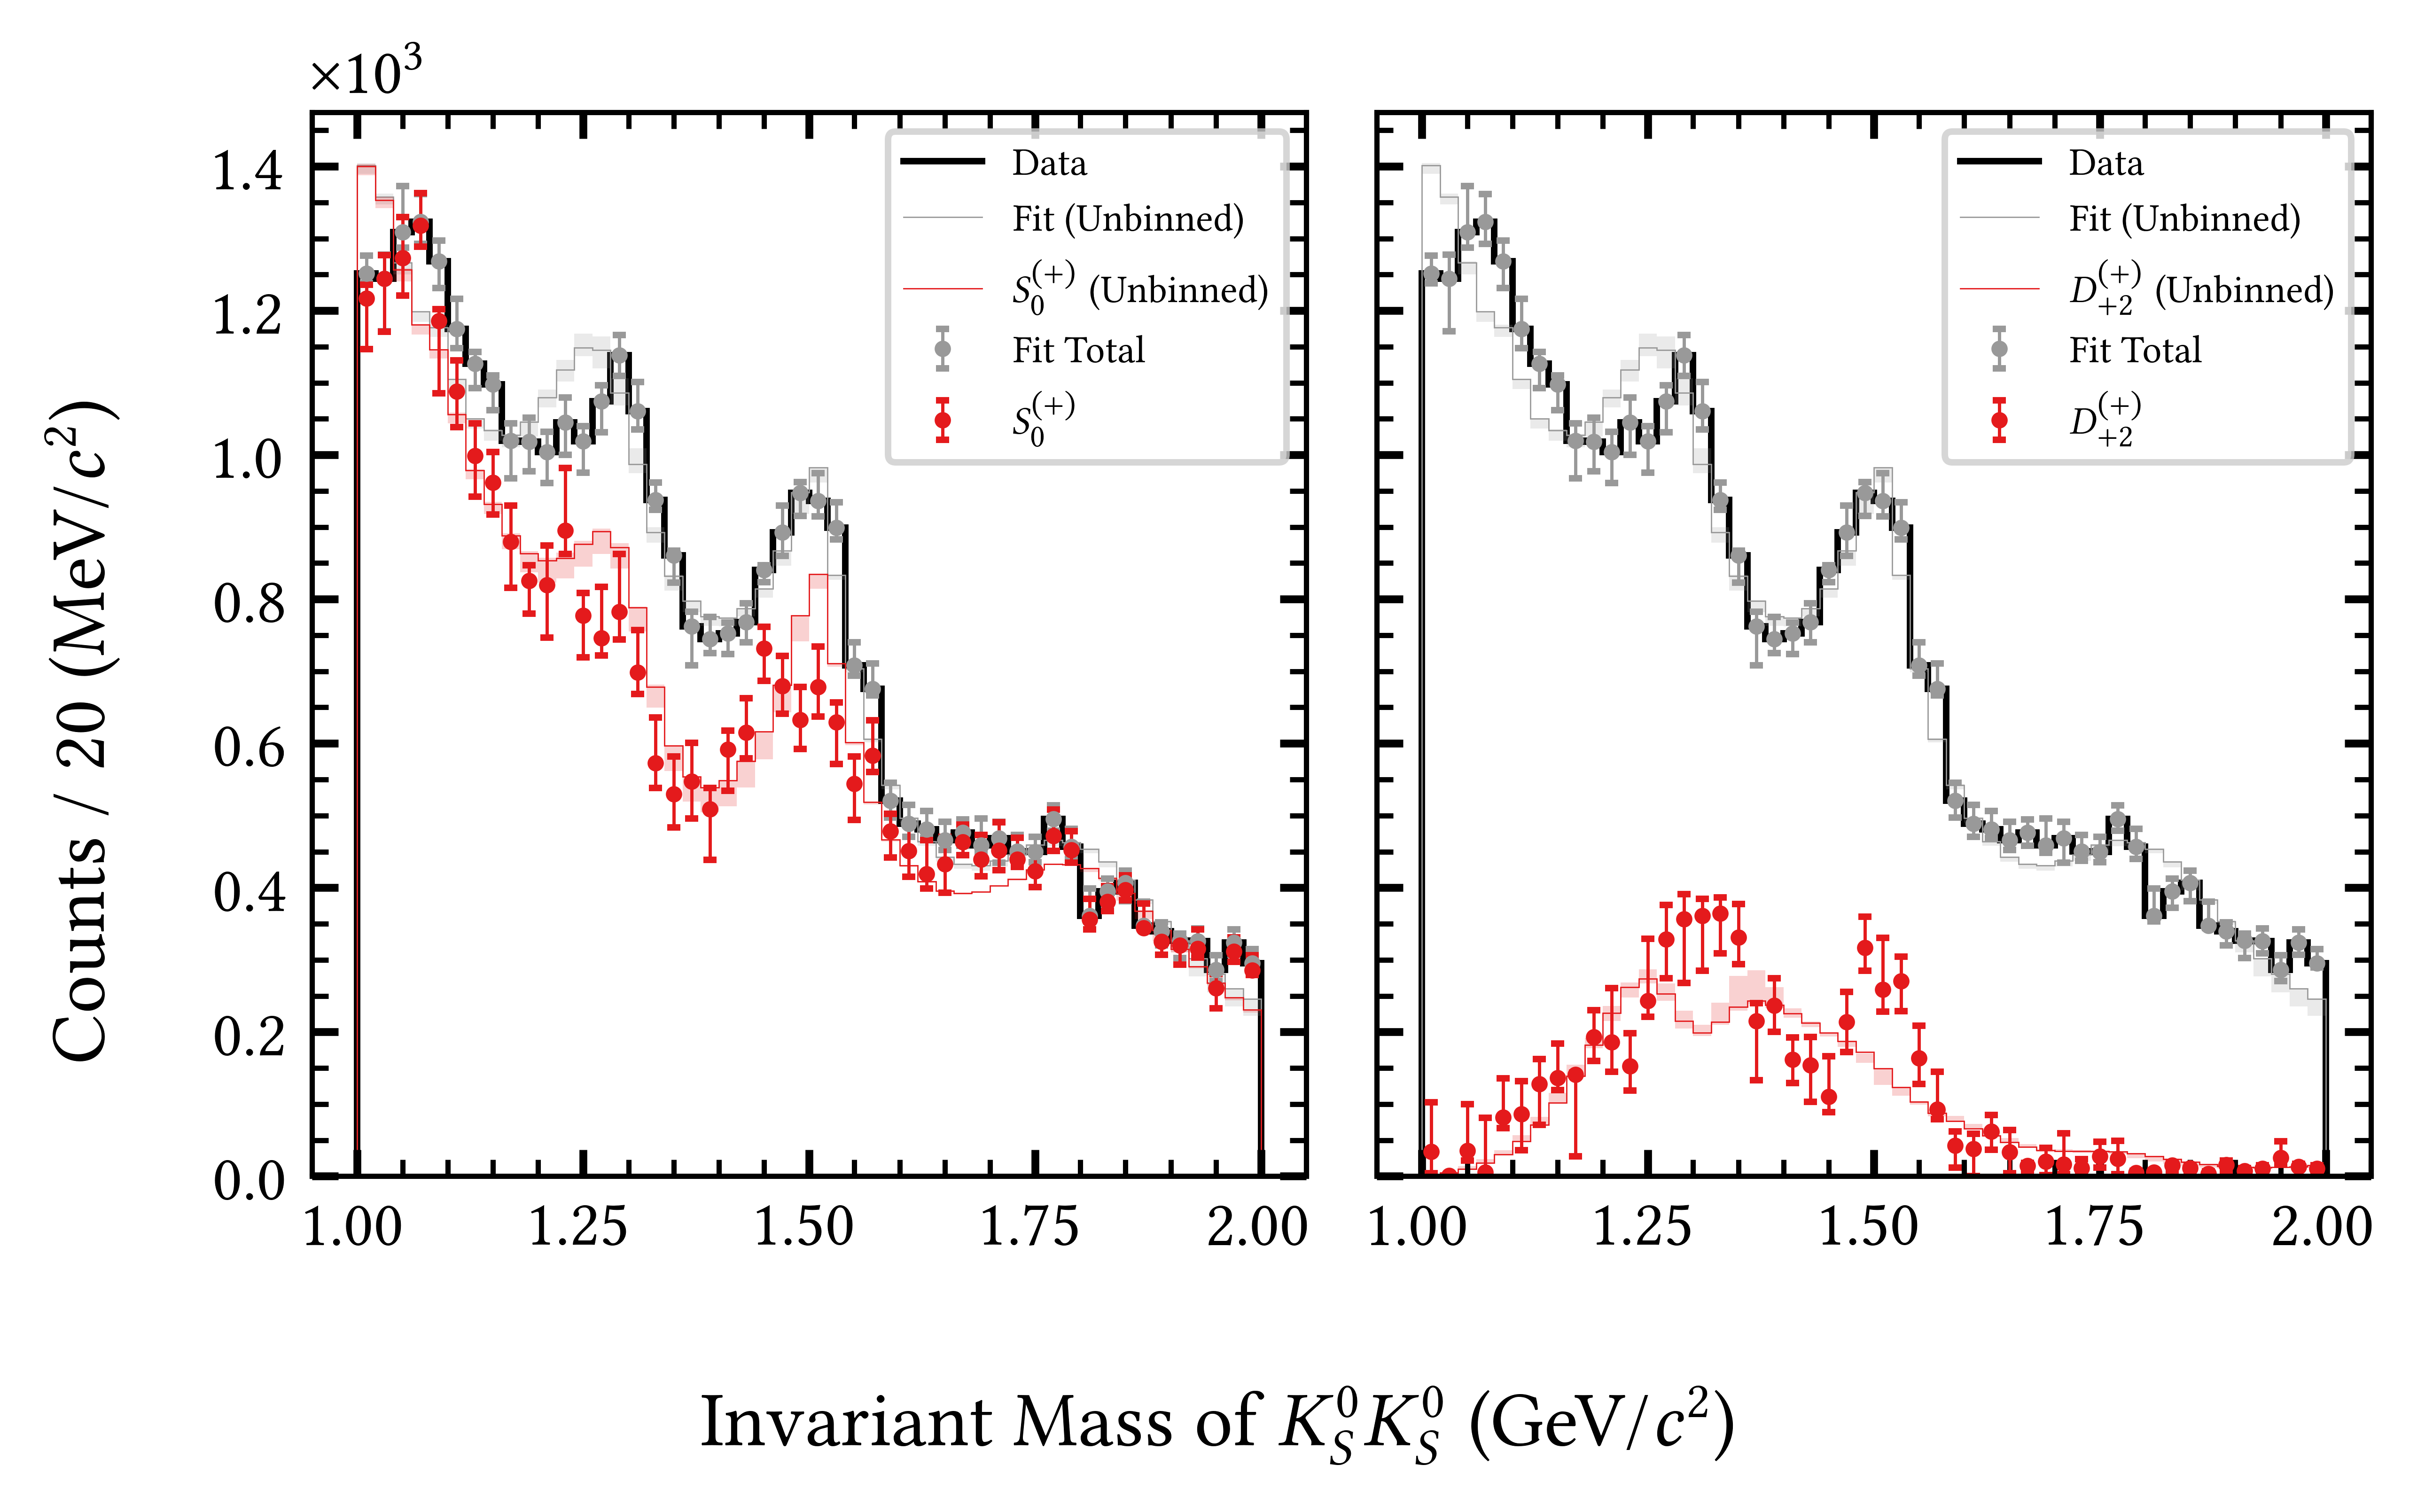 ×10³
Counts / 20 (MeV/c²)
1.4
1.2
1.0
0.8
0.6
0.4
0.2
0.0
Data
Fit (Unbinned)
S₀⁽⁺⁾ (Unbinned)
Fit Total
S₀⁽⁺⁾
1.00 1.25 1.50 1.75 2.00
Data
Fit (Unbinned)
D₊₂⁽⁺⁾ (Unbinned)
Fit Total
D₊₂⁽⁺⁾
1.00 1.25 1.50 1.75 2.00
Invariant Mass of K_S⁰K_S⁰ (GeV/c²)